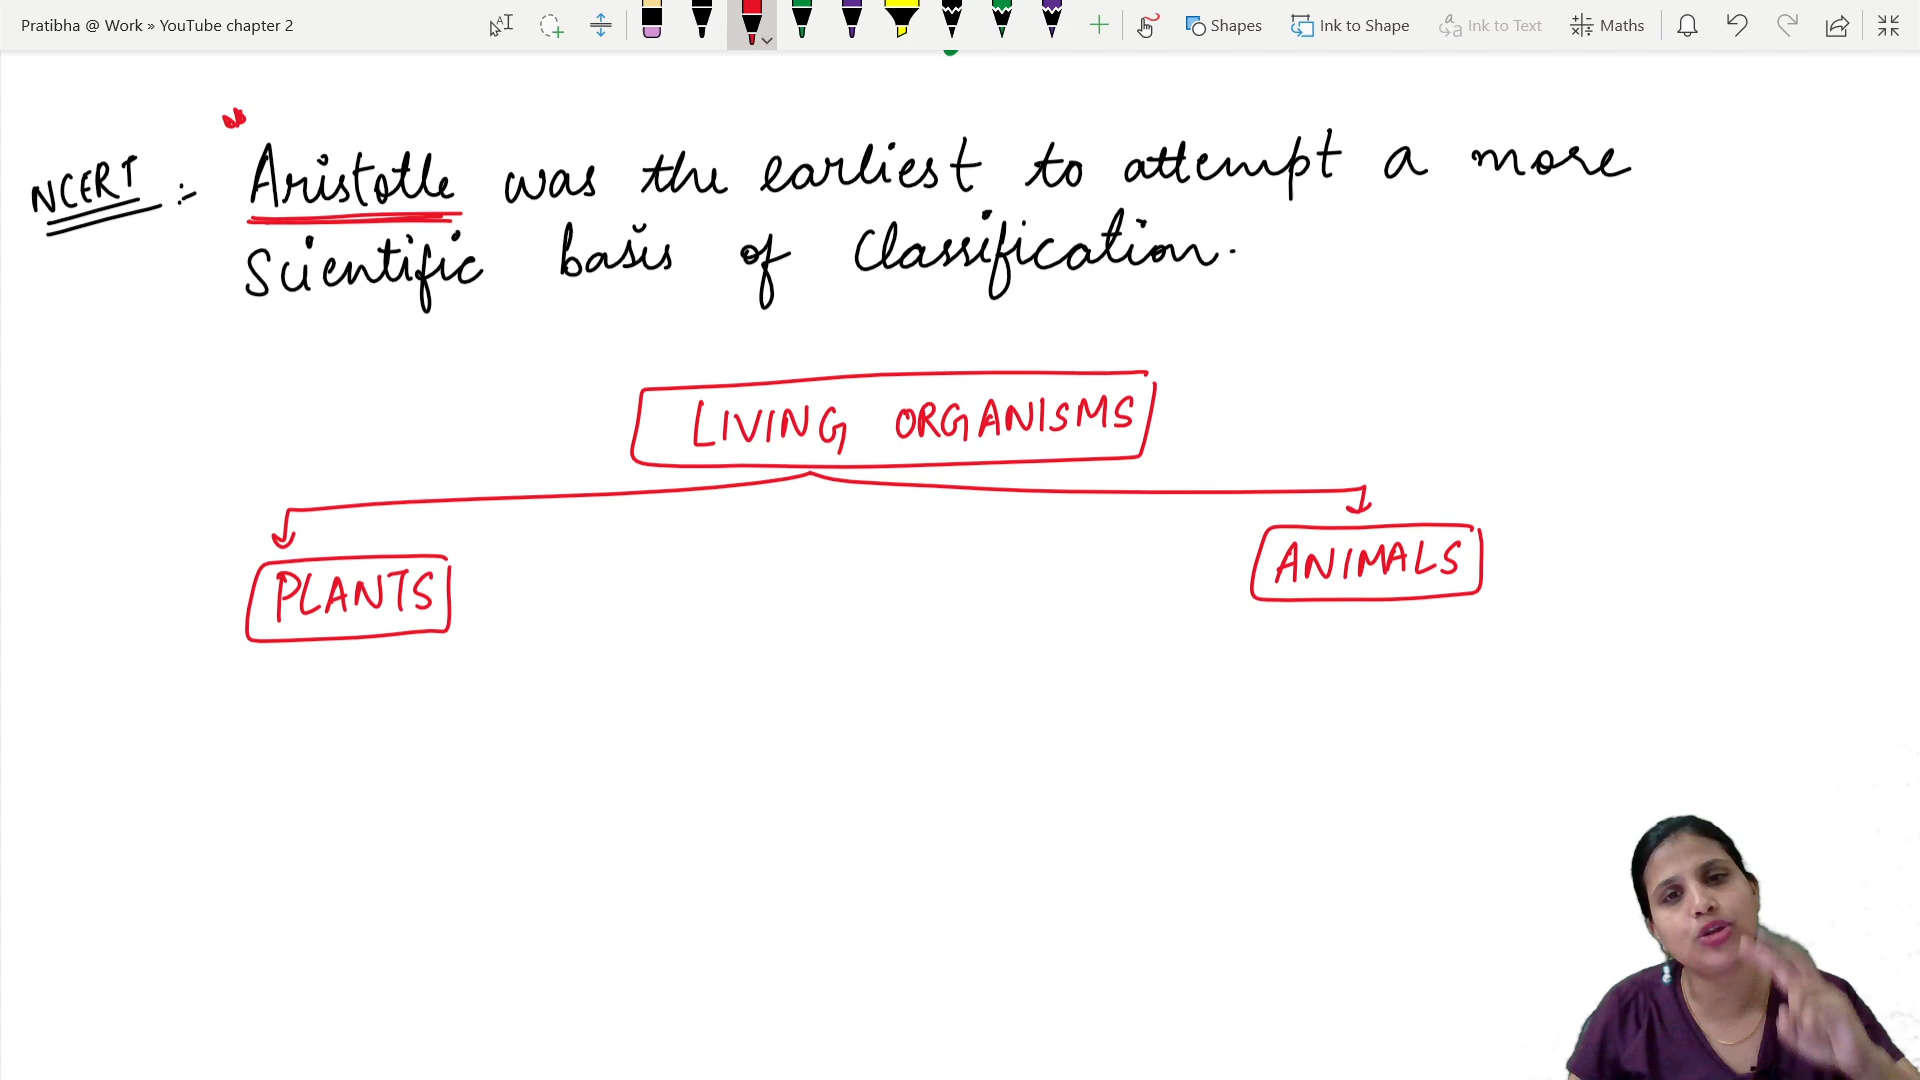 Pratibha @ Work » YouTube chapter 2
Shapes
Ink to Shape
Ink to Text
Maths
NCERT :- Aristotle was the earliest to attempt a more
Scientific basis of Classification.
LIVING ORGANISMS
PLANTS
ANIMALS